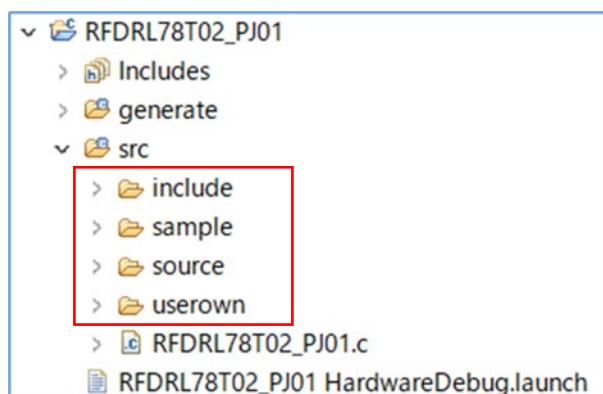 RFDRL78T02_PJ01
Includes
generate
src
include
sample
source
userown
RFDRL78T02_PJ01.c
RFDRL78T02_PJ01 HardwareDebug.launch